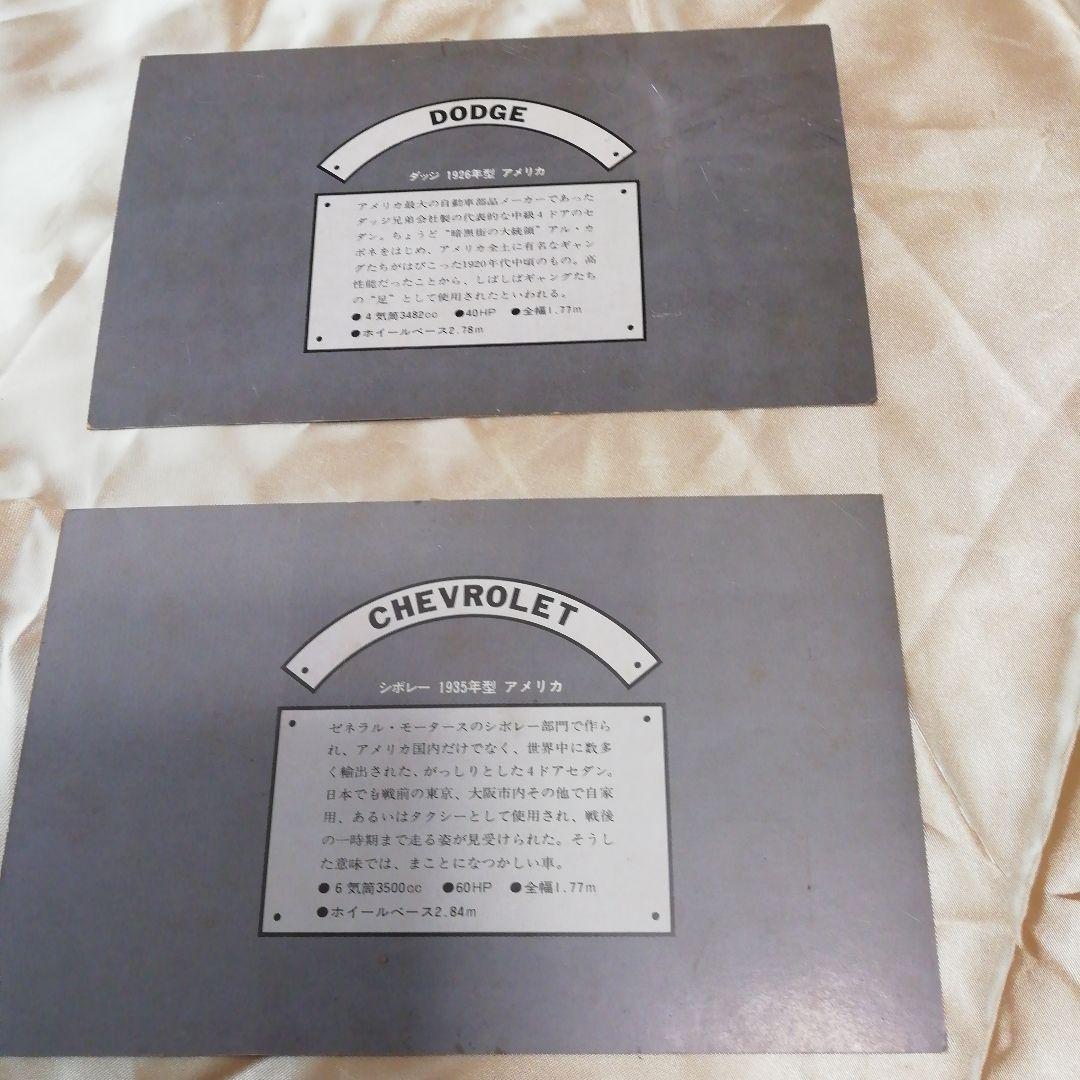 DODGE
ダッジ 1926年型 アメリカ
アメリカ最大の自動車部品メーカーであった
ダッジ兄弟会社製の代表的な中級4ドアのセ
ダン。ちょうど“暗黒街の大統領”アル・カ
ポネをはじめ、アメリカ全土に有名なギャン
グたちがはびこった1920年代中頃のもの。高
性能だったことから、しばしばギャングたち
の“足”として使用されたといわれる。
●4気筒3482cc ●40HP ●全幅1.77m
●ホイールベース2.78m
CHEVROLET
シボレー 1935年型 アメリカ
ゼネラル・モータースのシボレー部門で作ら
れ、アメリカ国内だけでなく、世界中に数多
く輸出された、がっしりとした4ドアセダン。
日本でも戦前の東京、大阪市内その他で自家
用、あるいはタクシーとして使用され、戦後
の一時期まで走る姿が見受けられた。そうし
た意味では、まことになつかしい車。
●6気筒3500cc ●60HP ●全幅1.77m
●ホイールベース2.84m